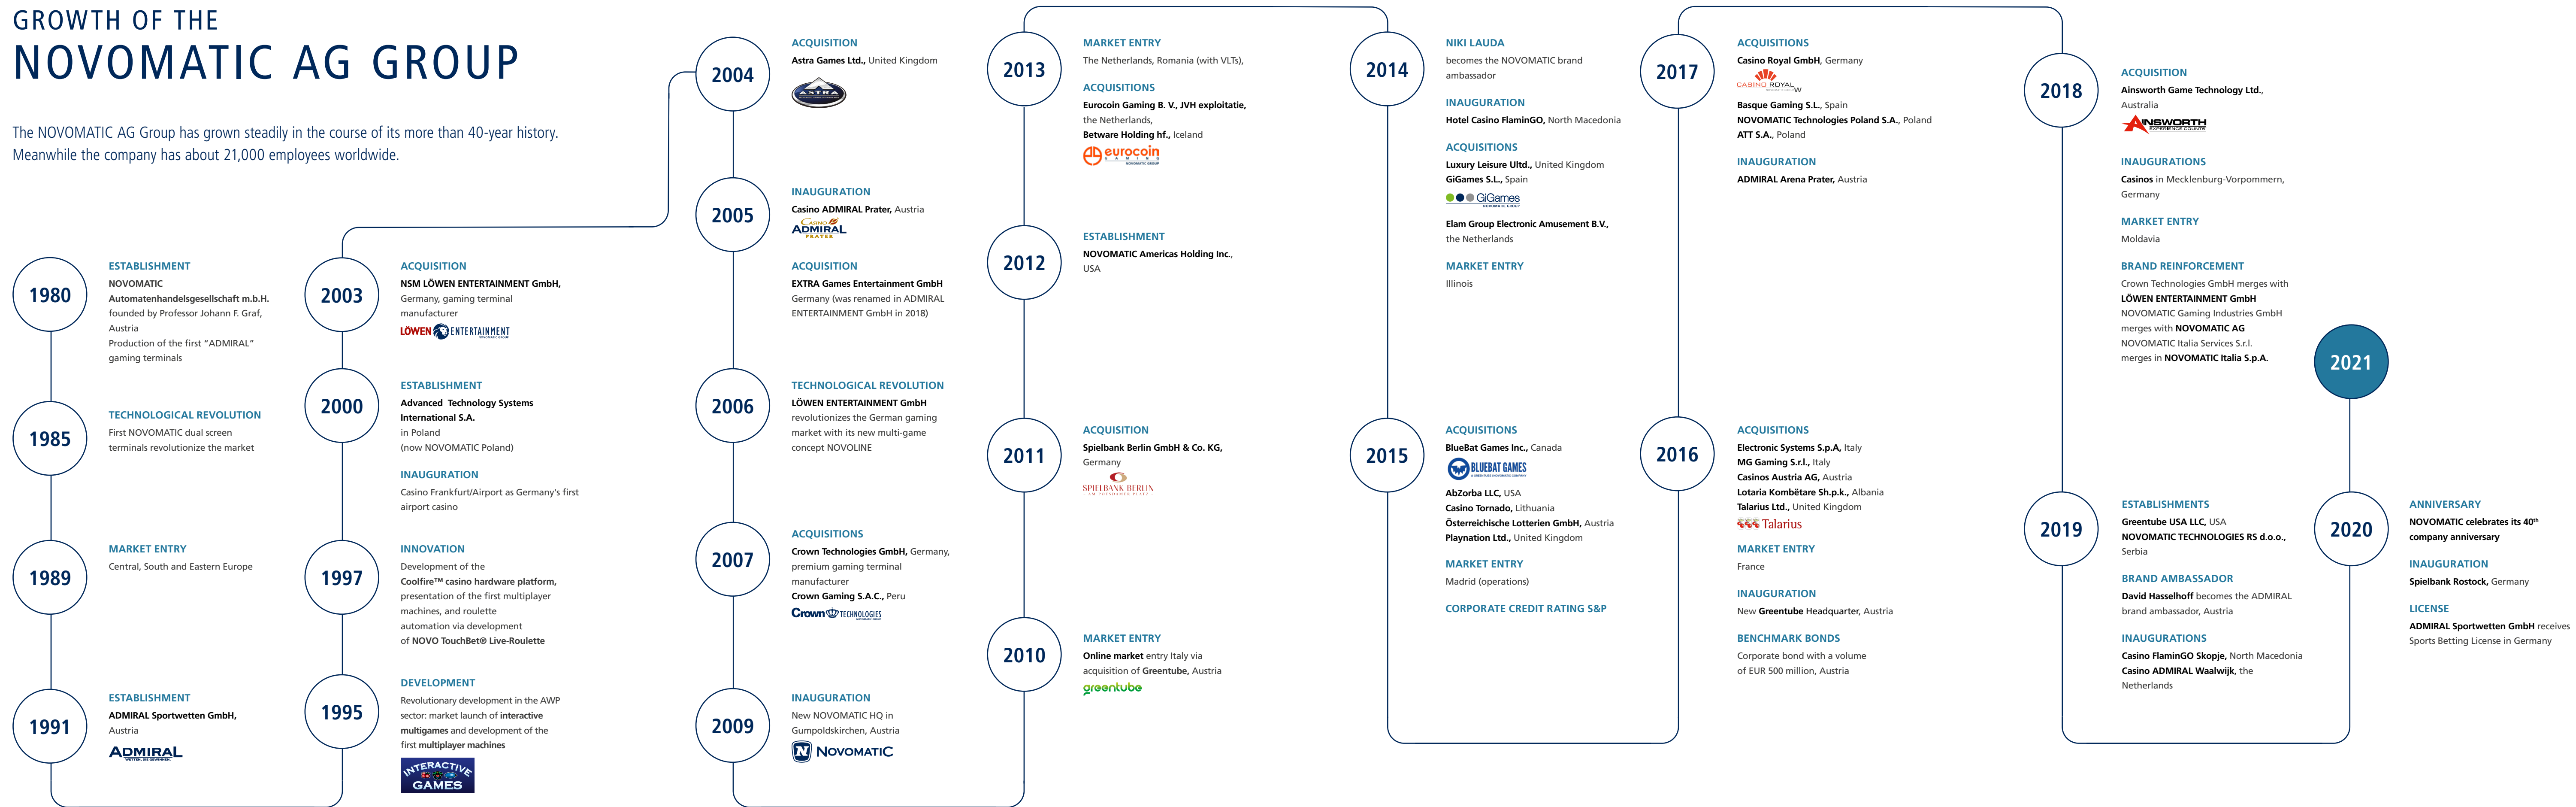 GROWTH OF THE
NOVOMATIC AG GROUP
The NOVOMATIC AG Group has grown steadily in the course of its more than 40-year history.
Meanwhile the company has about 21,000 employees worldwide.
1980
ESTABLISHMENT
NOVOMATIC
Automatenhandelsgesellschaft m.b.H.
founded by Professor Johann F. Graf,
Austria
Production of the first “ADMIRAL”
gaming terminals
1985
TECHNOLOGICAL REVOLUTION
First NOVOMATIC dual screen
terminals revolutionize the market
1989
MARKET ENTRY
Central, South and Eastern Europe
1991
ESTABLISHMENT
ADMIRAL Sportwetten GmbH,
Austria
ADMIRAL
WETTEN, DIE GEWINNEN.
1995
DEVELOPMENT
Revolutionary development in the AWP
sector: market launch of interactive
multigames and development of the
first multiplayer machines
INTERACTIVE
GAMES
1997
INNOVATION
Development of the
Coolfire™ casino hardware platform,
presentation of the first multiplayer
machines, and roulette
automation via development
of NOVO TouchBet® Live-Roulette
2000
ESTABLISHMENT
Advanced Technology Systems
International S.A.
in Poland
(now NOVOMATIC Poland)
INAUGURATION
Casino Frankfurt/Airport as Germany's first
airport casino
2003
ACQUISITION
NSM LÖWEN ENTERTAINMENT GmbH,
Germany, gaming terminal
manufacturer
LÖWEN ENTERTAINMENT
NOVOMATIC GROUP
2004
ACQUISITION
Astra Games Ltd., United Kingdom
ASTRA
2005
INAUGURATION
Casino ADMIRAL Prater, Austria
CASINO
ADMIRAL
PRATER
ACQUISITION
EXTRA Games Entertainment GmbH
Germany (was renamed in ADMIRAL
ENTERTAINMENT GmbH in 2018)
2006
TECHNOLOGICAL REVOLUTION
LÖWEN ENTERTAINMENT GmbH
revolutionizes the German gaming
market with its new multi-game
concept NOVOLINE
2007
ACQUISITIONS
Crown Technologies GmbH, Germany,
premium gaming terminal
manufacturer
Crown Gaming S.A.C., Peru
Crown TECHNOLOGIES
2009
INAUGURATION
New NOVOMATIC HQ in
Gumpoldskirchen, Austria
N NOVOMATIC
2010
MARKET ENTRY
Online market entry Italy via
acquisition of Greentube, Austria
greentube
2011
ACQUISITION
Spielbank Berlin GmbH & Co. KG,
Germany
SPIELBANK BERLIN
AM POTSDAMER PLATZ
2012
ESTABLISHMENT
NOVOMATIC Americas Holding Inc.,
USA
2013
MARKET ENTRY
The Netherlands, Romania (with VLTs),
ACQUISITIONS
Eurocoin Gaming B. V., JVH exploitatie,
the Netherlands,
Betware Holding hf., Iceland
eurocoin
GAMING
NOVOMATIC GROUP
2014
NIKI LAUDA
becomes the NOVOMATIC brand
ambassador
INAUGURATION
Hotel Casino FlaminGO, North Macedonia
ACQUISITIONS
Luxury Leisure Ultd., United Kingdom
GiGames S.L., Spain
GiGames
NOVOMATIC GROUP
Elam Group Electronic Amusement B.V.,
the Netherlands
MARKET ENTRY
Illinois
2015
ACQUISITIONS
BlueBat Games Inc., Canada
BLUEBAT GAMES
AbZorba LLC, USA
Casino Tornado, Lithuania
Österreichische Lotterien GmbH, Austria
Playnation Ltd., United Kingdom
MARKET ENTRY
Madrid (operations)
CORPORATE CREDIT RATING S&P
2016
ACQUISITIONS
Electronic Systems S.p.A, Italy
MG Gaming S.r.l., Italy
Casinos Austria AG, Austria
Lotaria Kombëtare Sh.p.k., Albania
Talarius Ltd., United Kingdom
Talarius
MARKET ENTRY
France
INAUGURATION
New Greentube Headquarter, Austria
BENCHMARK BONDS
Corporate bond with a volume
of EUR 500 million, Austria
2017
ACQUISITIONS
Casino Royal GmbH, Germany
CASINO ROYAL
W
Basque Gaming S.L., Spain
NOVOMATIC Technologies Poland S.A., Poland
ATT S.A., Poland
INAUGURATION
ADMIRAL Arena Prater, Austria
2018
ACQUISITION
Ainsworth Game Technology Ltd.,
Australia
AINSWORTH
EXPERIENCE COUNTS
INAUGURATIONS
Casinos in Mecklenburg-Vorpommern,
Germany
MARKET ENTRY
Moldavia
BRAND REINFORCEMENT
Crown Technologies GmbH merges with
LÖWEN ENTERTAINMENT GmbH
NOVOMATIC Gaming Industries GmbH
merges with NOVOMATIC AG
NOVOMATIC Italia Services S.r.l.
merges in NOVOMATIC Italia S.p.A.
2019
ESTABLISHMENTS
Greentube USA LLC, USA
NOVOMATIC TECHNOLOGIES RS d.o.o.,
Serbia
BRAND AMBASSADOR
David Hasselhoff becomes the ADMIRAL
brand ambassador, Austria
INAUGURATIONS
Casino FlaminGO Skopje, North Macedonia
Casino ADMIRAL Waalwijk, the
Netherlands
2020
ANNIVERSARY
NOVOMATIC celebrates its 40th
company anniversary
INAUGURATION
Spielbank Rostock, Germany
LICENSE
ADMIRAL Sportwetten GmbH receives
Sports Betting License in Germany
2021